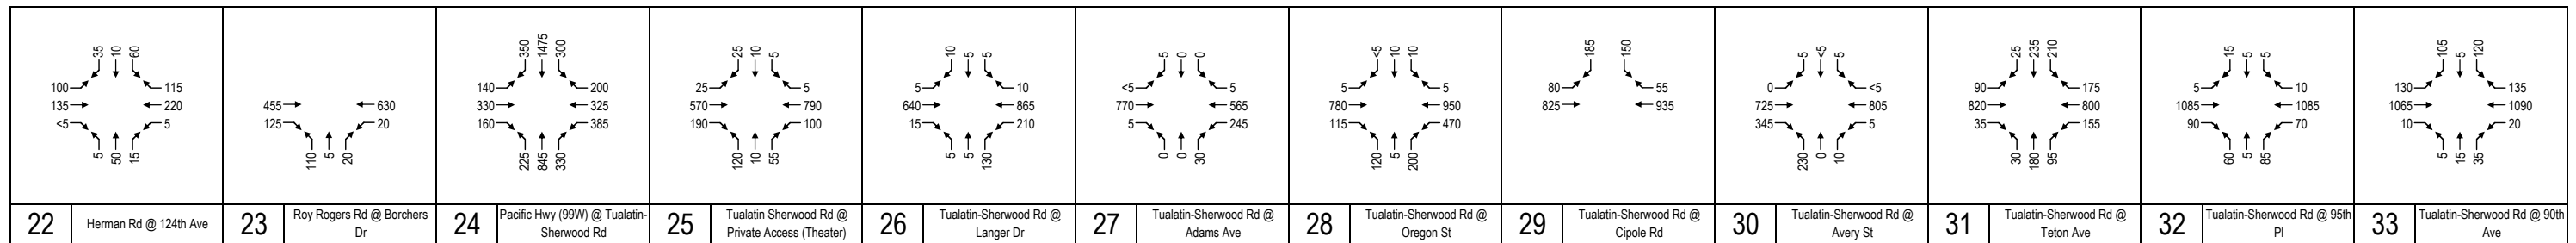 35 10 60
100 115
135 220
<5 5
5 50 15
22 Herman Rd @ 124th Ave
455 630
125 20
110 5 20
23 Roy Rogers Rd @ Borchers
Dr
350 1475 300
140 200
330 325
160 385
225 845 330
24 Pacific Hwy (99W) @ Tualatin-
Sherwood Rd
25 10 5
25 5
570 790
190 100
120 10 55
25 Tualatin Sherwood Rd @
Private Access (Theater)
10 5 5
5 10
640 865
15 210
5 5 130
26 Tualatin-Sherwood Rd @
Langer Dr
5 0 0
<5 5
770 565
5 245
0 0 30
27 Tualatin-Sherwood Rd @
Adams Ave
<5 10 10
5 5
780 950
115 470
120 5 200
28 Tualatin-Sherwood Rd @
Oregon St
185 150
80 55
825 935
29 Tualatin-Sherwood Rd @
Cipole Rd
5 <5 5
0 <5
725 805
345 5
230 0 10
30 Tualatin-Sherwood Rd @
Avery St
25 235 210
90 175
820 800
35 155
30 180 95
31 Tualatin-Sherwood Rd @
Teton Ave
15 5 5
5 10
1085 1085
90 70
60 5 85
32 Tualatin-Sherwood Rd @ 95th
Pl
105 5 120
130 135
1065 1090
10 20
5 15 35
33 Tualatin-Sherwood Rd @ 90th
Ave